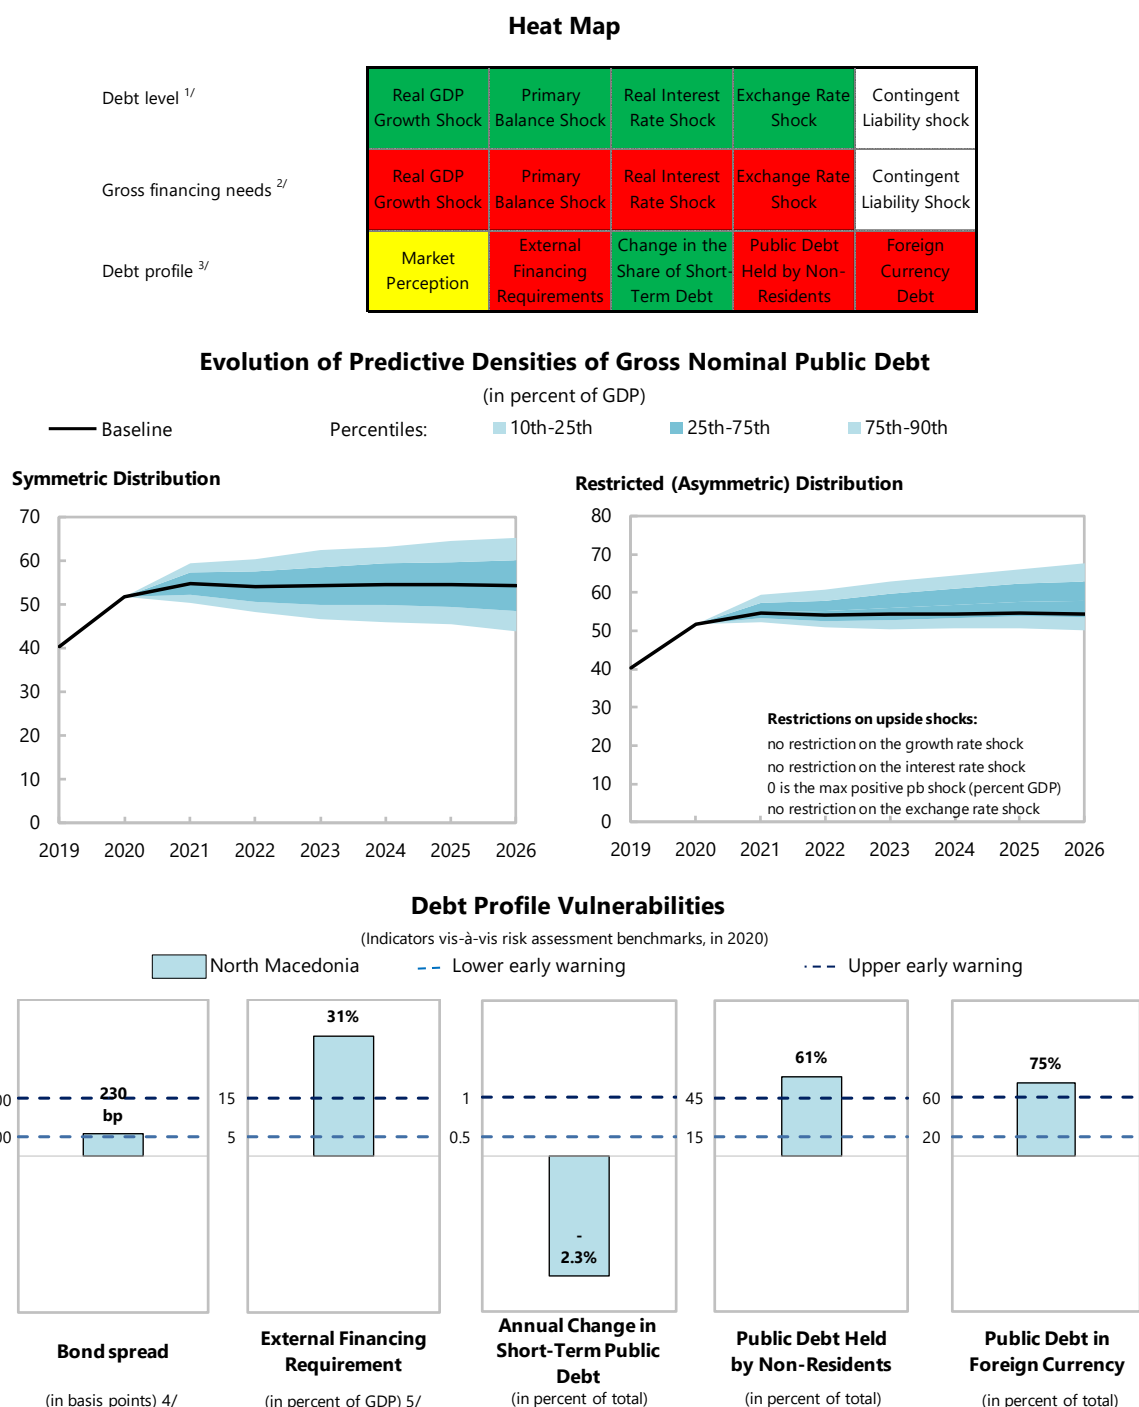 Heat Map
Debt level 1/
Real GDP Growth Shock
Primary Balance Shock
Real Interest Rate Shock
Exchange Rate Shock
Contingent Liability shock
Gross financing needs 2/
Real GDP Growth Shock
Primary Balance Shock
Real Interest Rate Shock
Exchange Rate Shock
Contingent Liability Shock
Debt profile 3/
Market Perception
External Financing Requirements
Change in the Share of Short-Term Debt
Public Debt Held by Non-Residents
Foreign Currency Debt
Evolution of Predictive Densities of Gross Nominal Public Debt
(in percent of GDP)
Baseline
Percentiles:
10th-25th
25th-75th
75th-90th
Symmetric Distribution
70
60
50
40
30
20
10
0
2019 2020 2021 2022 2023 2024 2025 2026
Restricted (Asymmetric) Distribution
80
70
60
50
40
30
20
10
0
Restrictions on upside shocks:
no restriction on the growth rate shock
no restriction on the interest rate shock
0 is the max positive pb shock (percent GDP)
no restriction on the exchange rate shock
2019 2020 2021 2022 2023 2024 2025 2026
Debt Profile Vulnerabilities
(Indicators vis-à-vis risk assessment benchmarks, in 2020)
North Macedonia
Lower early warning
Upper early warning
230
bp
Bond spread
(in basis points) 4/
31%
15
5
External Financing
Requirement
(in percent of GDP) 5/
1
0.5
-
2.3%
Annual Change in
Short-Term Public
Debt
(in percent of total)
61%
45
15
Public Debt Held
by Non-Residents
(in percent of total)
75%
60
20
Public Debt in
Foreign Currency
(in percent of total)